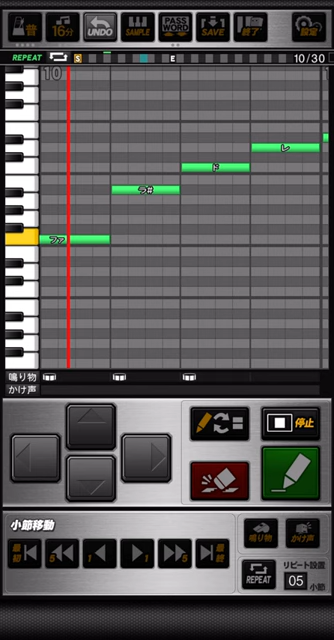 音
16分
UNDO
SAMPLE
PASS
WORD
SAVE
終了
設定
REPEAT
S
E
10/30
10
レ
ド
ラ#
ファ
鳴り物
かけ声
停止
小節移動
最初
5
1
1
5
最終
鳴り物
かけ声
REPEAT
リピート設置
05
小節